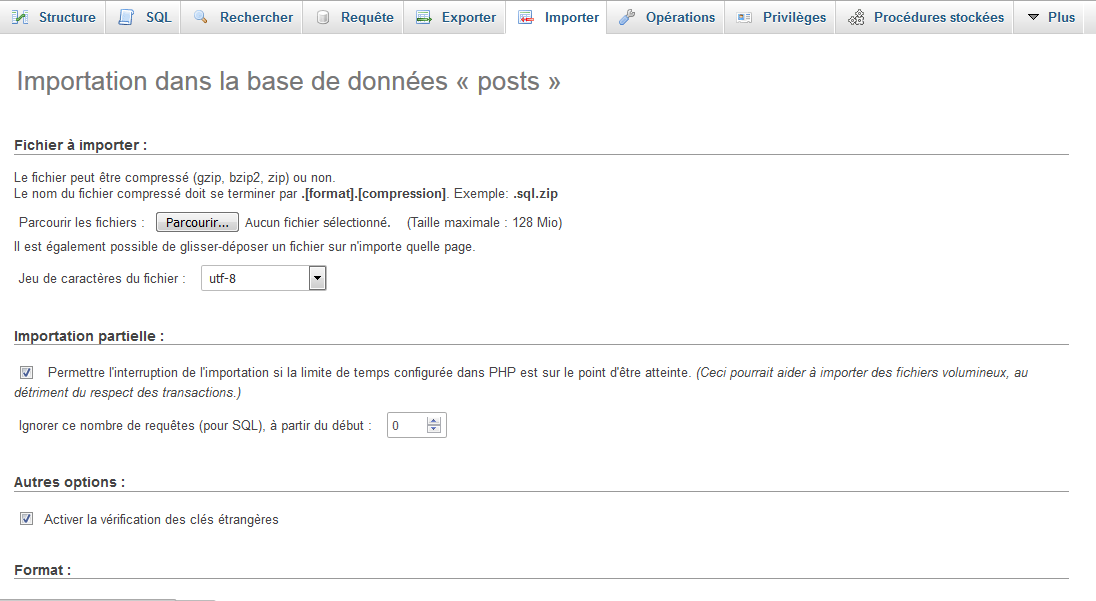 Structure SQL Rechercher Requête Exporter Importer Opérations Privilèges Procédures stockées Plus
Importation dans la base de données « posts »
Fichier à importer :
Le fichier peut être compressé (gzip, bzip2, zip) ou non.
Le nom du fichier compressé doit se terminer par .[format].[compression]. Exemple: .sql.zip
Parcourir les fichiers : Parcourir... Aucun fichier sélectionné. (Taille maximale : 128 Mio)
Il est également possible de glisser-déposer un fichier sur n'importe quelle page.
Jeu de caractères du fichier : utf-8
Importation partielle :
Permettre l'interruption de l'importation si la limite de temps configurée dans PHP est sur le point d'être atteinte. (Ceci pourrait aider à importer des fichiers volumineux, au
détriment du respect des transactions.)
Ignorer ce nombre de requêtes (pour SQL), à partir du début : 0
Autres options :
Activer la vérification des clés étrangères
Format :